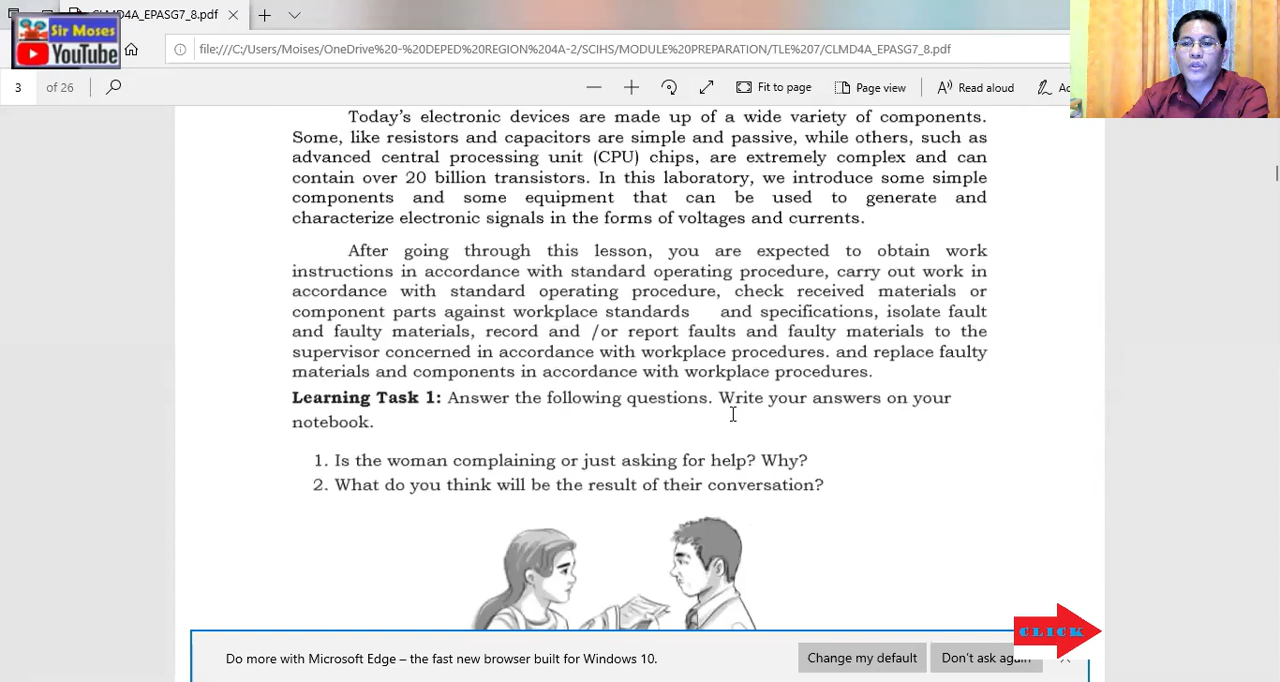 CLMD4A_EPASG7_8.pdf
Sir Moses
YouTube
file:///C:/Users/Moises/OneDrive%20-%20DEPED%20REGION%204A-2/SCIHS/MODULE%20PREPARATION/TLE%207/CLMD4A_EPASG7_8.pdf
3 of 26
Fit to page
Page view
Read aloud
Today's electronic devices are made up of a wide variety of components.
Some, like resistors and capacitors are simple and passive, while others, such as
advanced central processing unit (CPU) chips, are extremely complex and can
contain over 20 billion transistors. In this laboratory, we introduce some simple
components and some equipment that can be used to generate and
characterize electronic signals in the forms of voltages and currents.
After going through this lesson, you are expected to obtain work
instructions in accordance with standard operating procedure, carry out work in
accordance with standard operating procedure, check received materials or
component parts against workplace standards and specifications, isolate fault
and faulty materials, record and /or report faults and faulty materials to the
supervisor concerned in accordance with workplace procedures. and replace faulty
materials and components in accordance with workplace procedures.
Learning Task 1: Answer the following questions. Write your answers on your
notebook.
1. Is the woman complaining or just asking for help? Why?
2. What do you think will be the result of their conversation?
CLICK
Do more with Microsoft Edge – the fast new browser built for Windows 10.
Change my default
Don't ask again